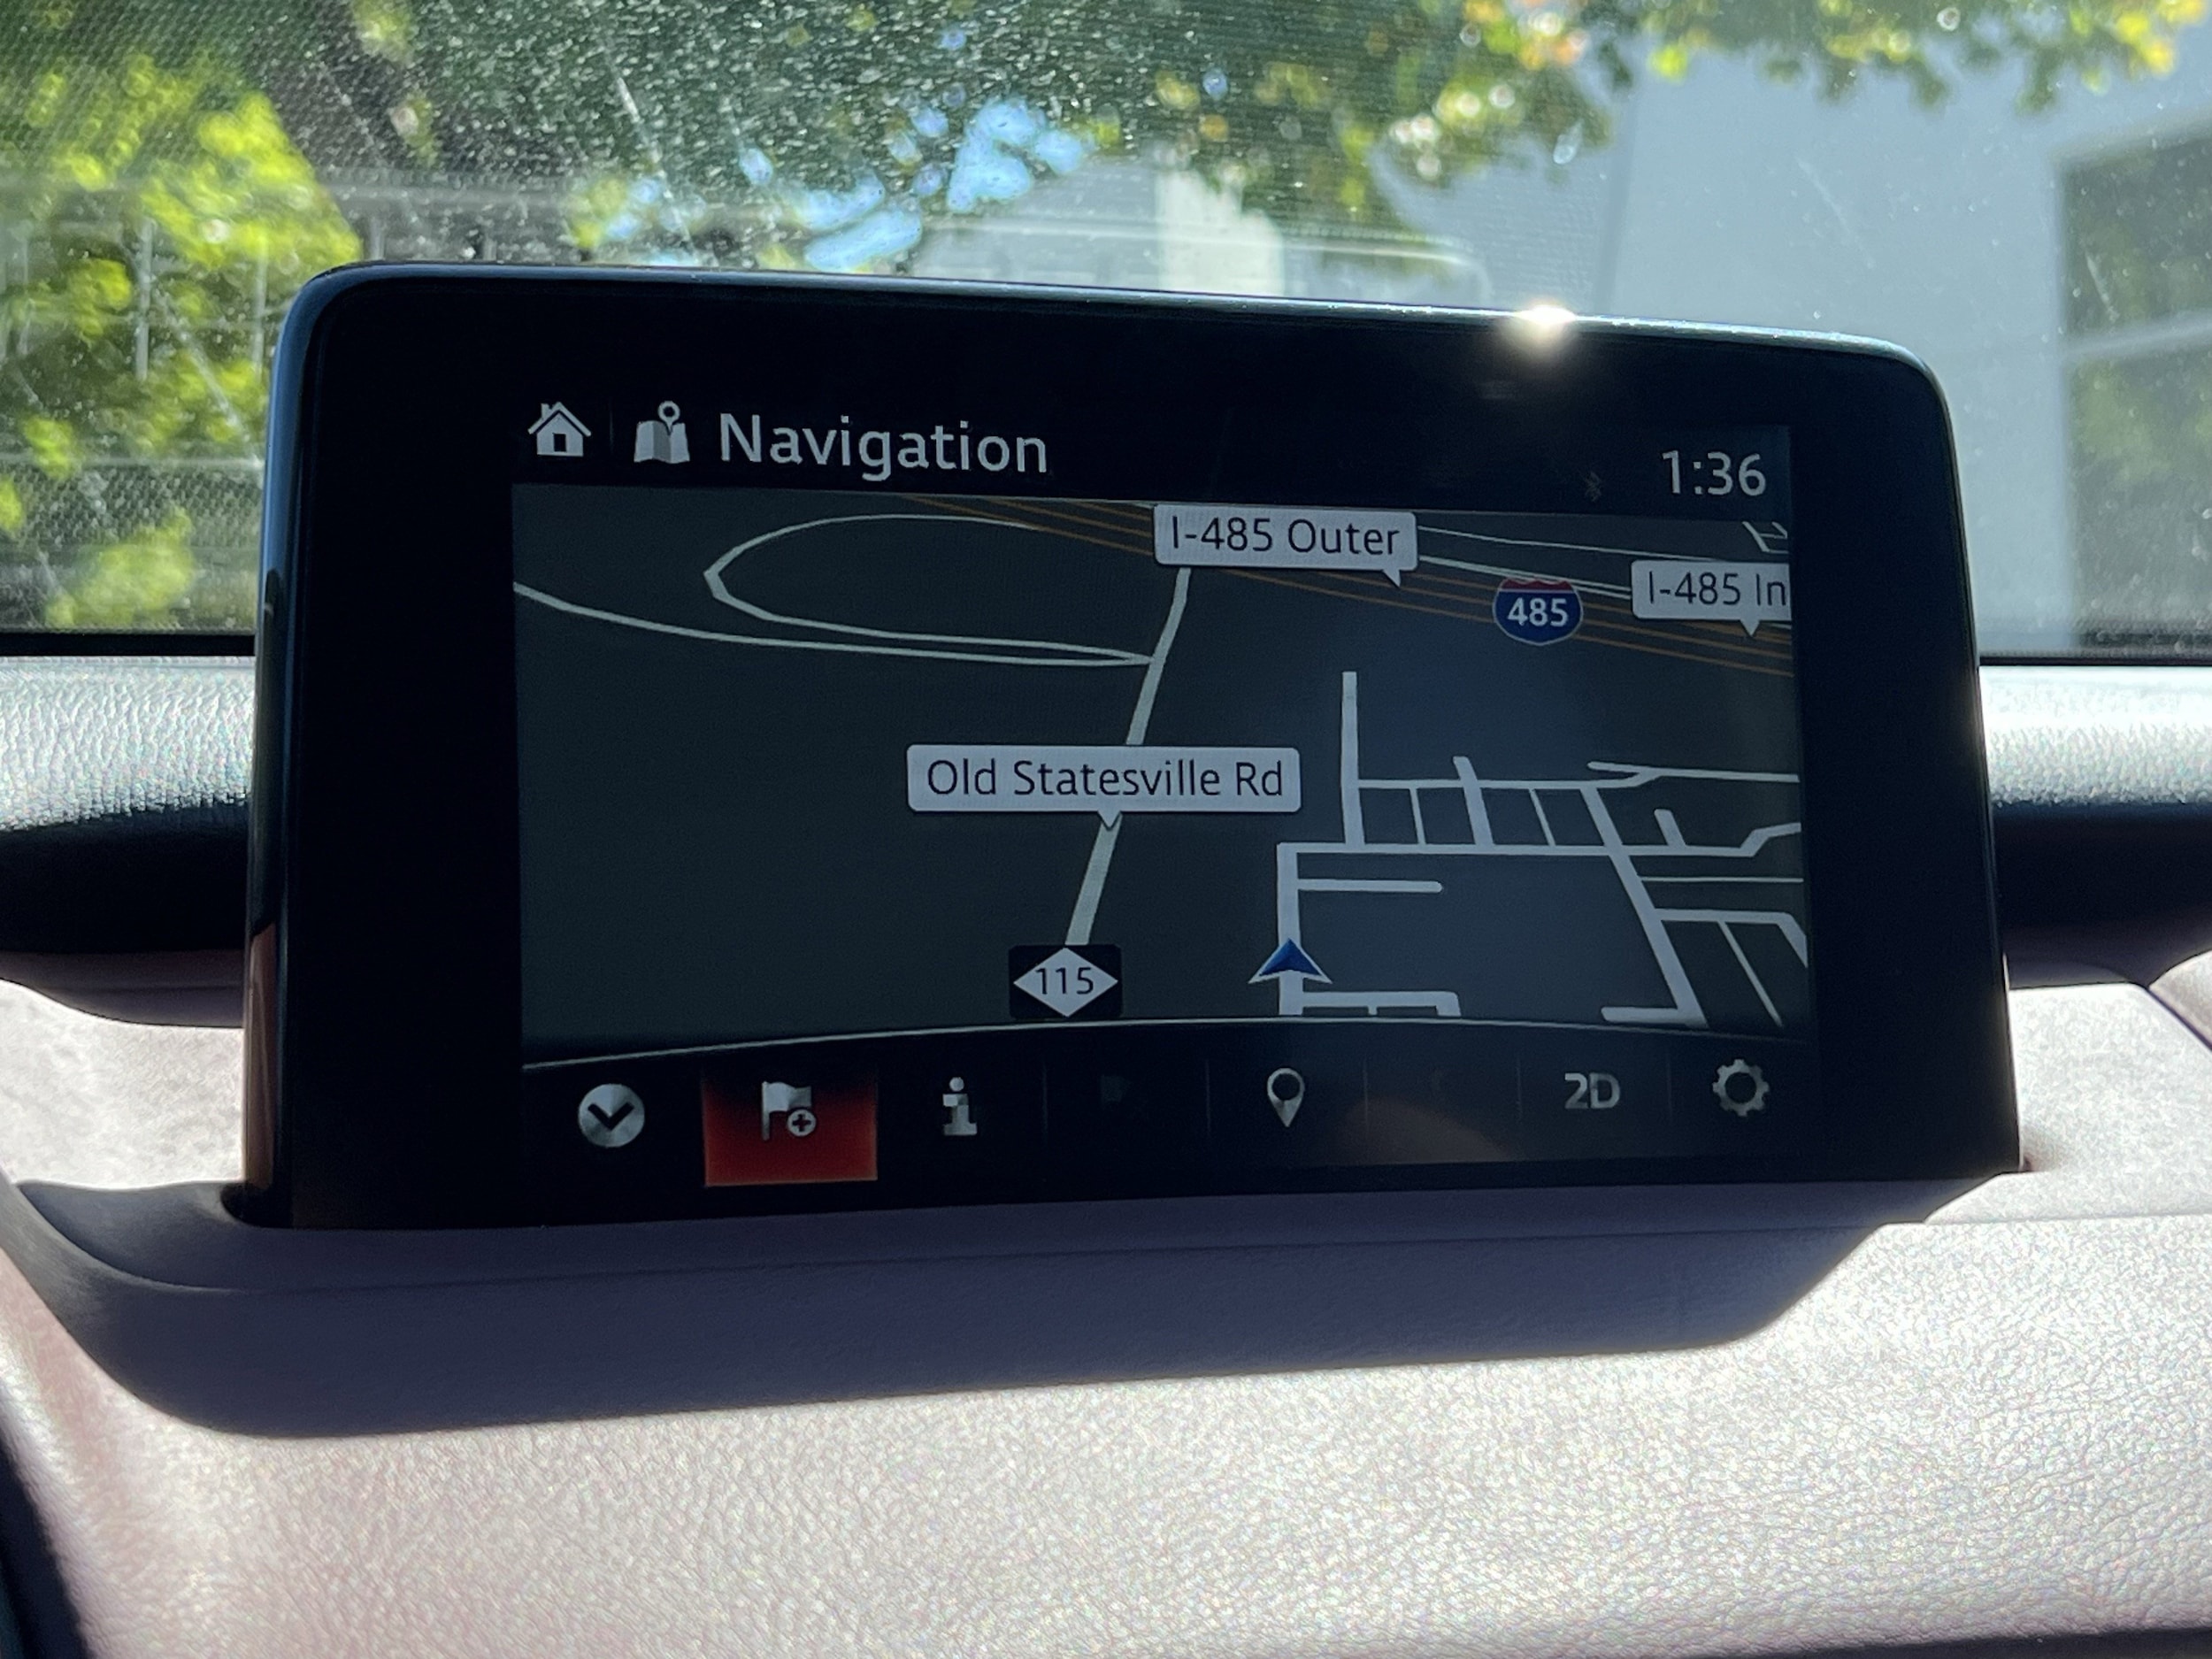 Navigation
1:36
I-485 Outer
I-485 In
485
Old Statesville Rd
115
2D